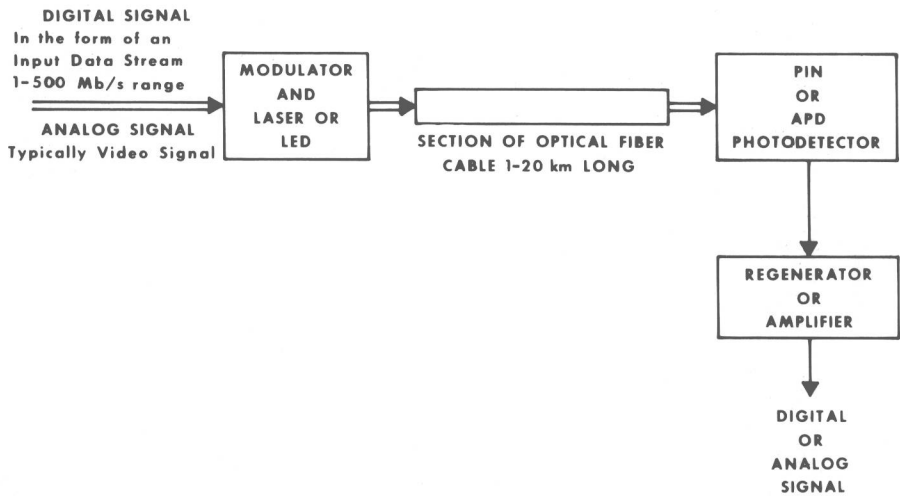 DIGITAL SIGNAL
In the form of an
Input Data Stream
1-500 Mb/s range
ANALOG SIGNAL
Typically Video Signal
MODULATOR
AND
LASER OR
LED
SECTION OF OPTICAL FIBER
CABLE 1-20 km LONG
PIN
OR
APD
PHOTODETECTOR
REGENERATOR
OR
AMPLIFIER
DIGITAL
OR
ANALOG
SIGNAL